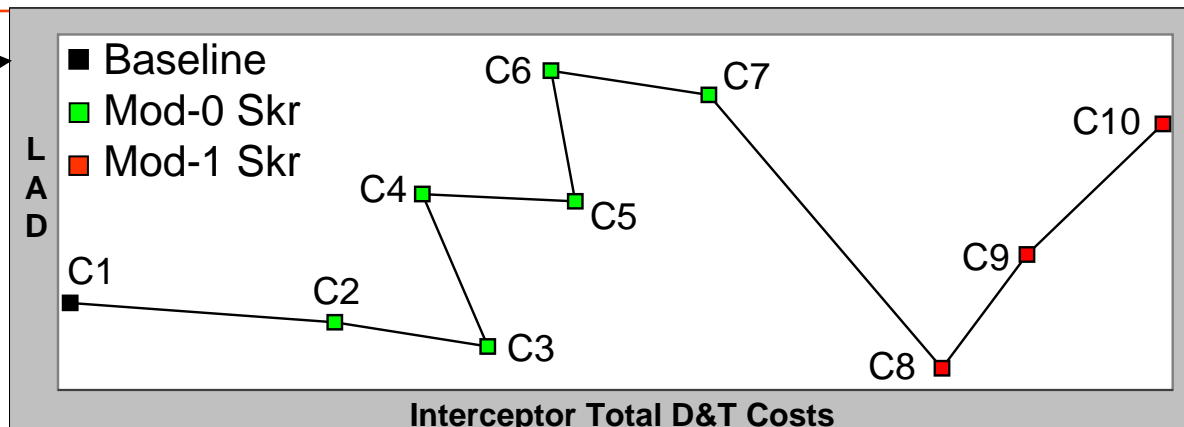 Baseline
Mod-0 Skr
Mod-1 Skr
LAD
C1
C2
C3
C4
C5
C6
C7
C8
C9
C10
Interceptor Total D&T Costs